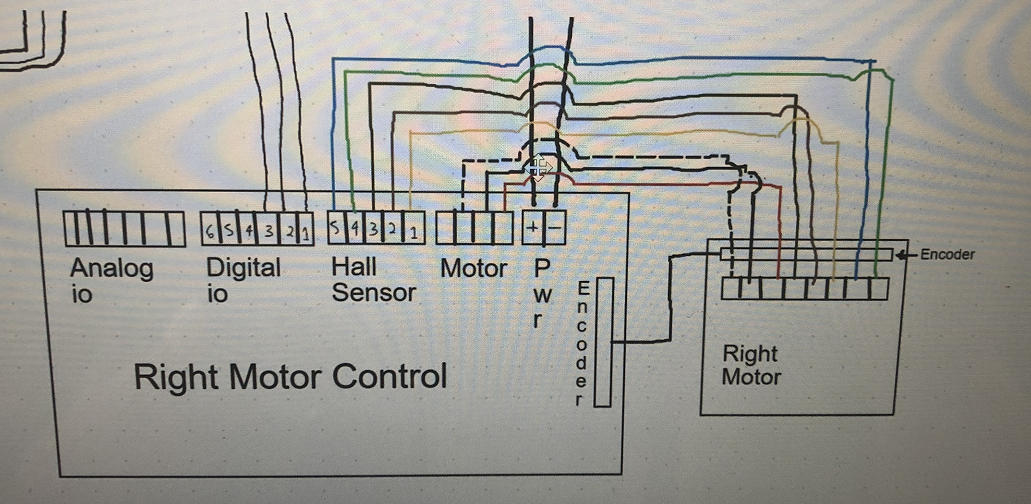 6 5 4 3 2 1
5 4 3 2 1
+ −
Analog
io
Digital
io
Hall
Sensor
Motor
P
w
r
E
n
c
o
d
e
r
Right Motor Control
Encoder
Right
Motor